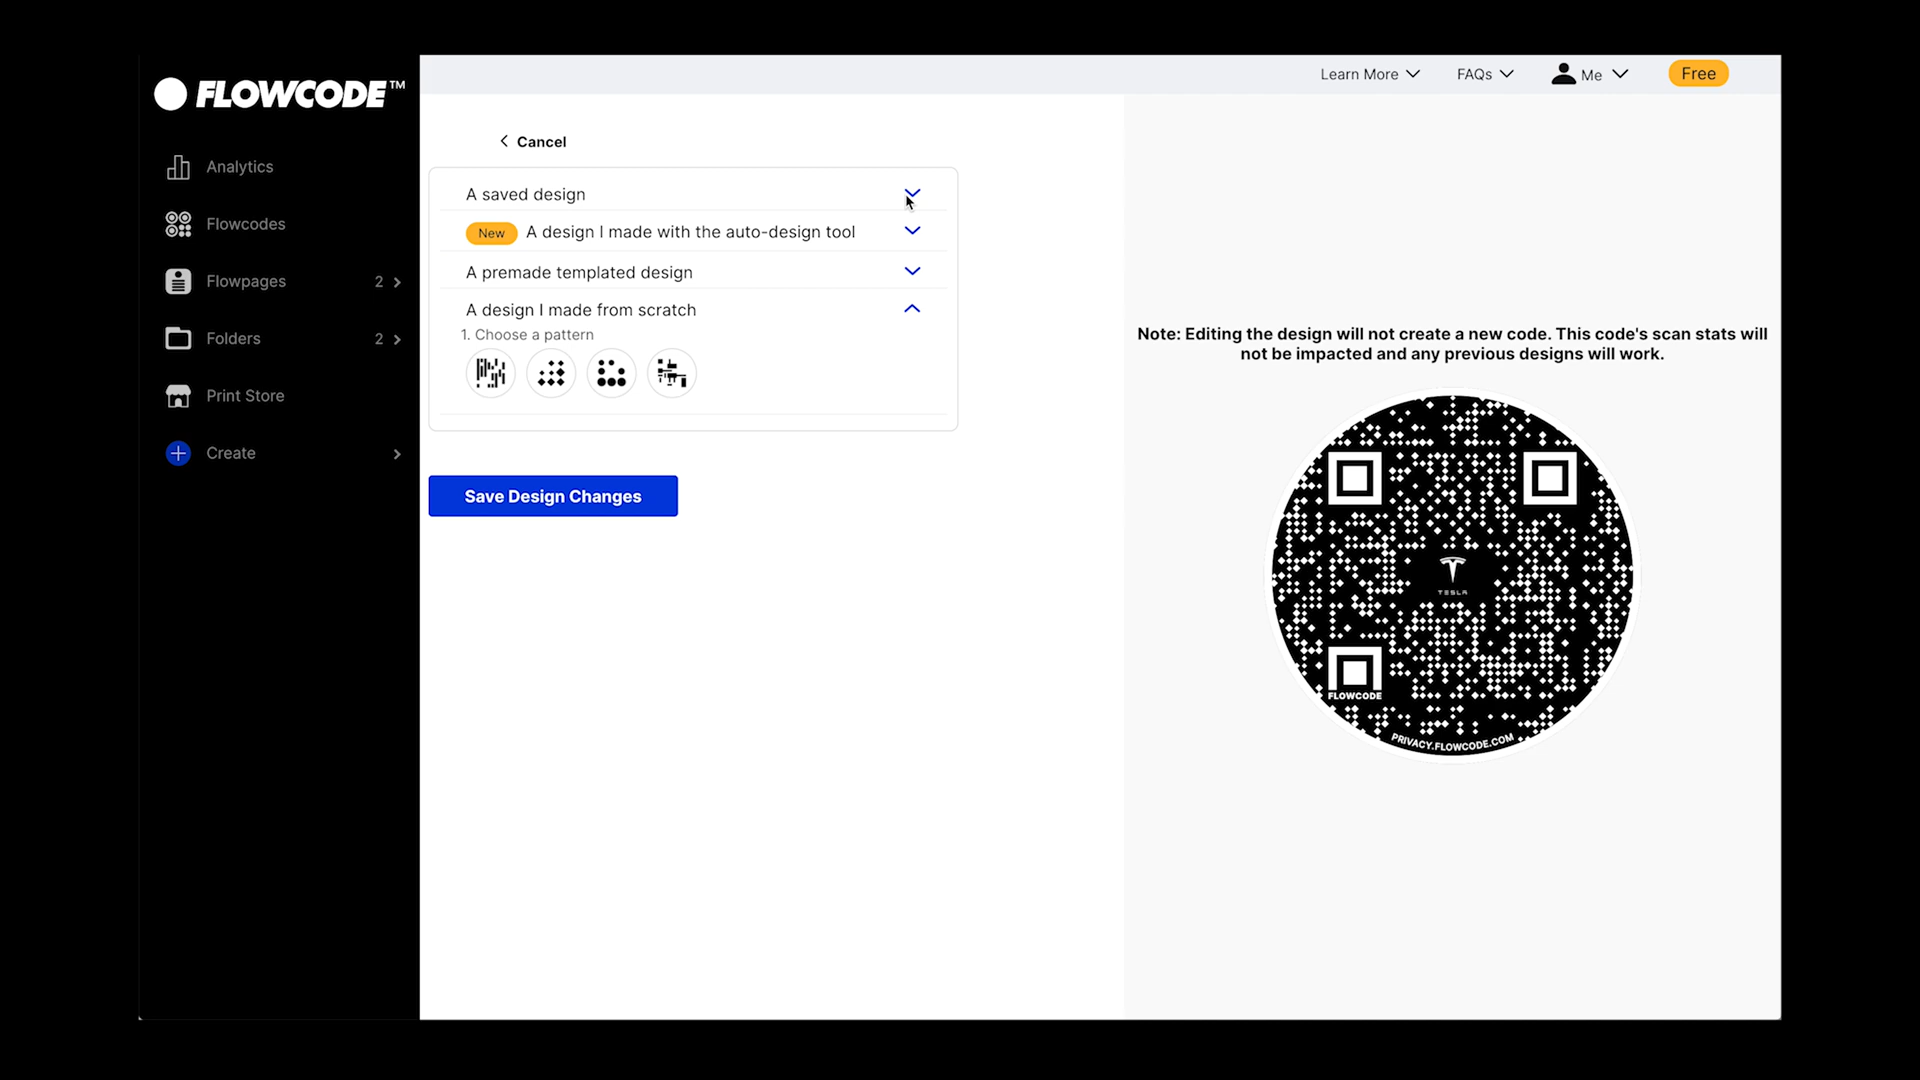 FLOWCODE™
Learn More
FAQs
Me
Free
Analytics
Flowcodes
Flowpages 2
Folders 2
Print Store
Create
Cancel
A saved design
New A design I made with the auto-design tool
A premade templated design
A design I made from scratch
1. Choose a pattern
Save Design Changes
Note: Editing the design will not create a new code. This code's scan stats will
not be impacted and any previous designs will work.
TESLA
FLOWCODE
PRIVACY.FLOWCODE.COM